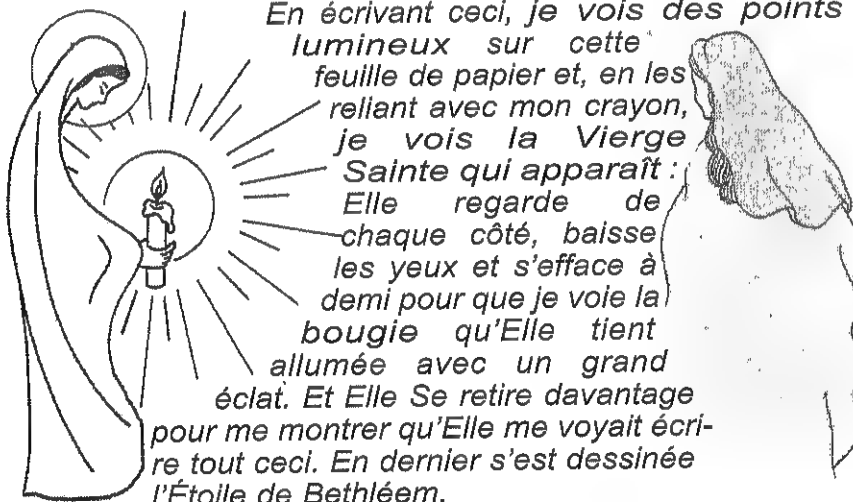 En écrivant ceci, je vois des points
lumineux sur cette
feuille de papier et, en les
reliant avec mon crayon,
je vois la Vierge
Sainte qui apparaît :
Elle regarde de
chaque côté, baisse
les yeux et s'efface à
demi pour que je voie la
bougie qu'Elle tient
allumée avec un grand
éclat. Et Elle Se retire davantage
pour me montrer qu'Elle me voyait écri-
re tout ceci. En dernier s'est dessinée
l'Étoile de Bethléem.